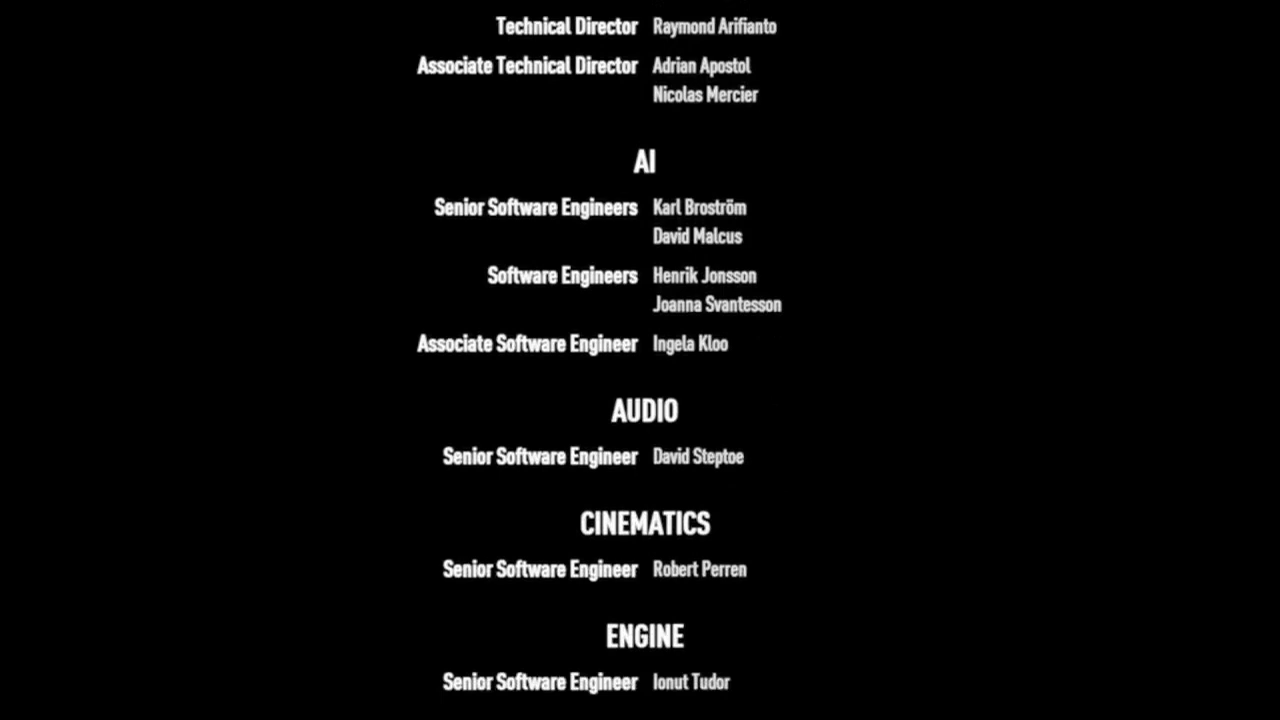 Technical Director Raymond Arifianto
Associate Technical Director Adrian Apostol
Nicolas Mercier
AI
Senior Software Engineers Karl Broström
David Malcus
Software Engineers Henrik Jonsson
Joanna Svantesson
Associate Software Engineer Ingela Kloo
AUDIO
Senior Software Engineer David Steptoe
CINEMATICS
Senior Software Engineer Robert Perren
ENGINE
Senior Software Engineer Ionut Tudor